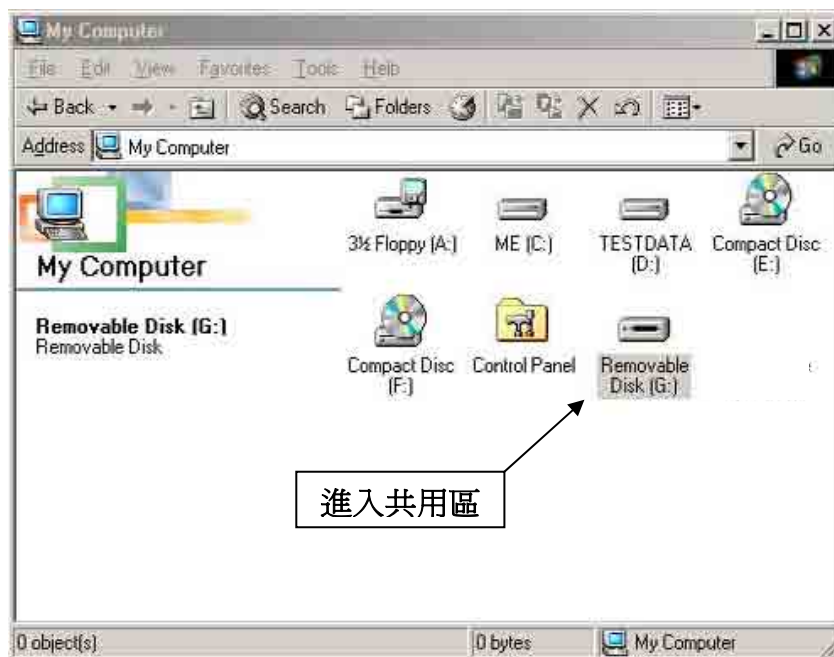 My Computer
File Edit View Favorites Tools Help
Back Search Folders
Address My Computer Go
3½ Floppy (A:) ME (C:) TESTDATA (D:) Compact Disc (E:)
My Computer
Removable Disk (G:)
Removable Disk
Compact Disc (F:) Control Panel Removable Disk (G:)
進入共用區
0 object(s) 0 bytes My Computer